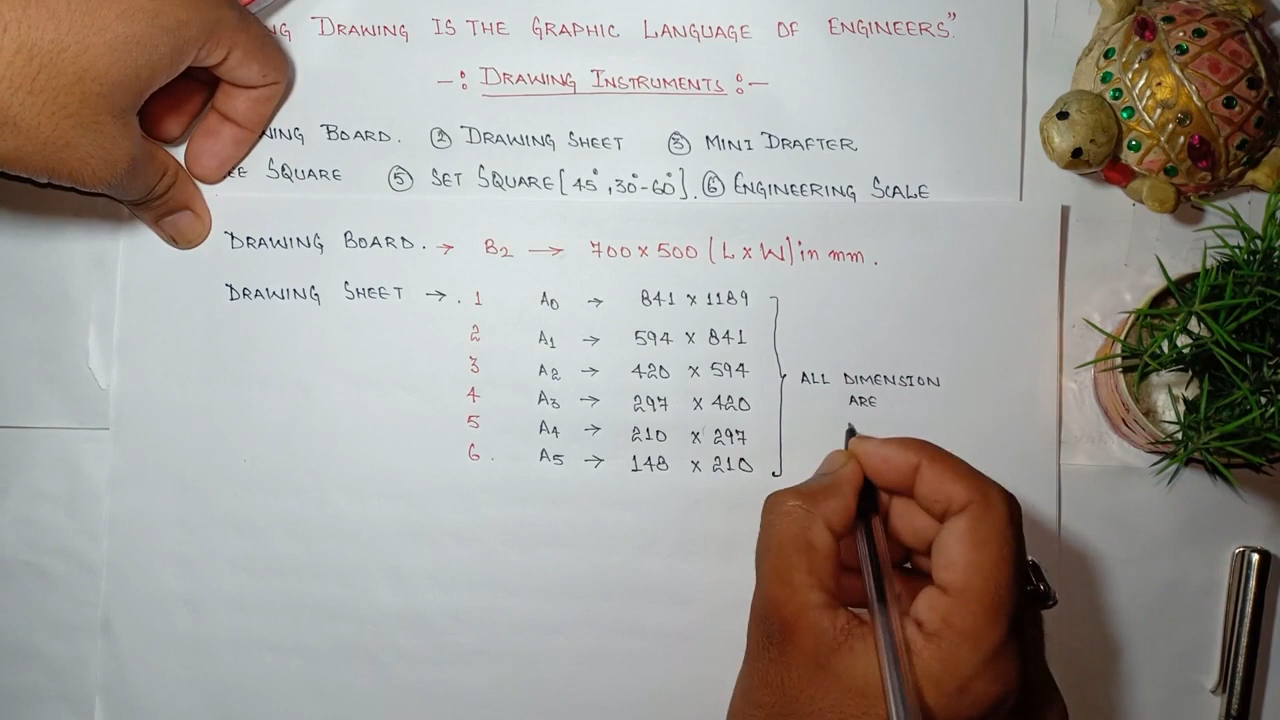 DRAWING IS THE GRAPHIC LANGUAGE OF ENGINEERS”
-: DRAWING INSTRUMENTS :-
BOARD. ② DRAWING SHEET ③ MINI DRAFTER
SQUARE ⑤ SET SQUARE [45°, 30°-60°]. ⑥ ENGINEERING SCALE
DRAWING BOARD. → B2 → 700 x 500 (L x W) in mm.
DRAWING SHEET → . 1 A0 → 841 x 1189
2 A1 → 594 x 841
3 A2 → 420 x 594
4 A3 → 297 x 420
5 A4 → 210 x 297
6. A5 → 148 x 210
ALL DIMENSION
ARE